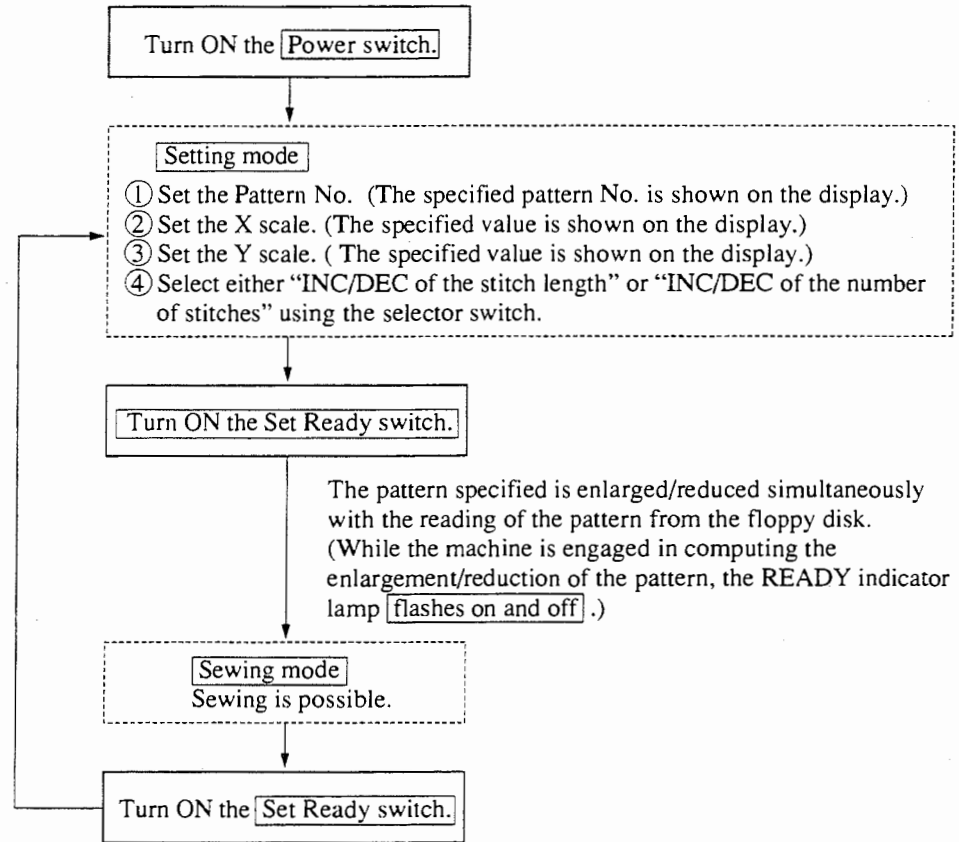 Turn ON the Power switch.
Setting mode
① Set the Pattern No. (The specified pattern No. is shown on the display.)
② Set the X scale. (The specified value is shown on the display.)
③ Set the Y scale. ( The specified value is shown on the display.)
④ Select either “INC/DEC of the stitch length” or “INC/DEC of the number
of stitches” using the selector switch.
Turn ON the Set Ready switch.
The pattern specified is enlarged/reduced simultaneously
with the reading of the pattern from the floppy disk.
(While the machine is engaged in computing the
enlargement/reduction of the pattern, the READY indicator
lamp flashes on and off .)
Sewing mode
Sewing is possible.
Turn ON the Set Ready switch.